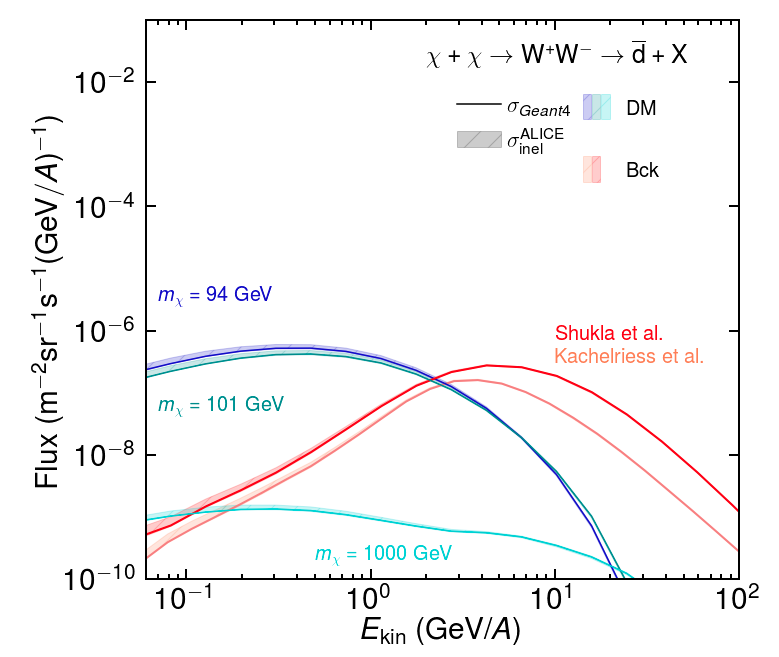 χ + χ → W⁺W⁻ → d̅ + X
σ_Geant4
DM
σ_inel^ALICE
Bck
m_χ = 94 GeV
m_χ = 101 GeV
m_χ = 1000 GeV
Shukla et al.
Kachelriess et al.
Flux (m⁻²sr⁻¹s⁻¹(GeV/A)⁻¹)
10⁻²
10⁻⁴
10⁻⁶
10⁻⁸
10⁻¹⁰
10⁻¹ 10⁰ 10¹ 10²
E_kin (GeV/A)